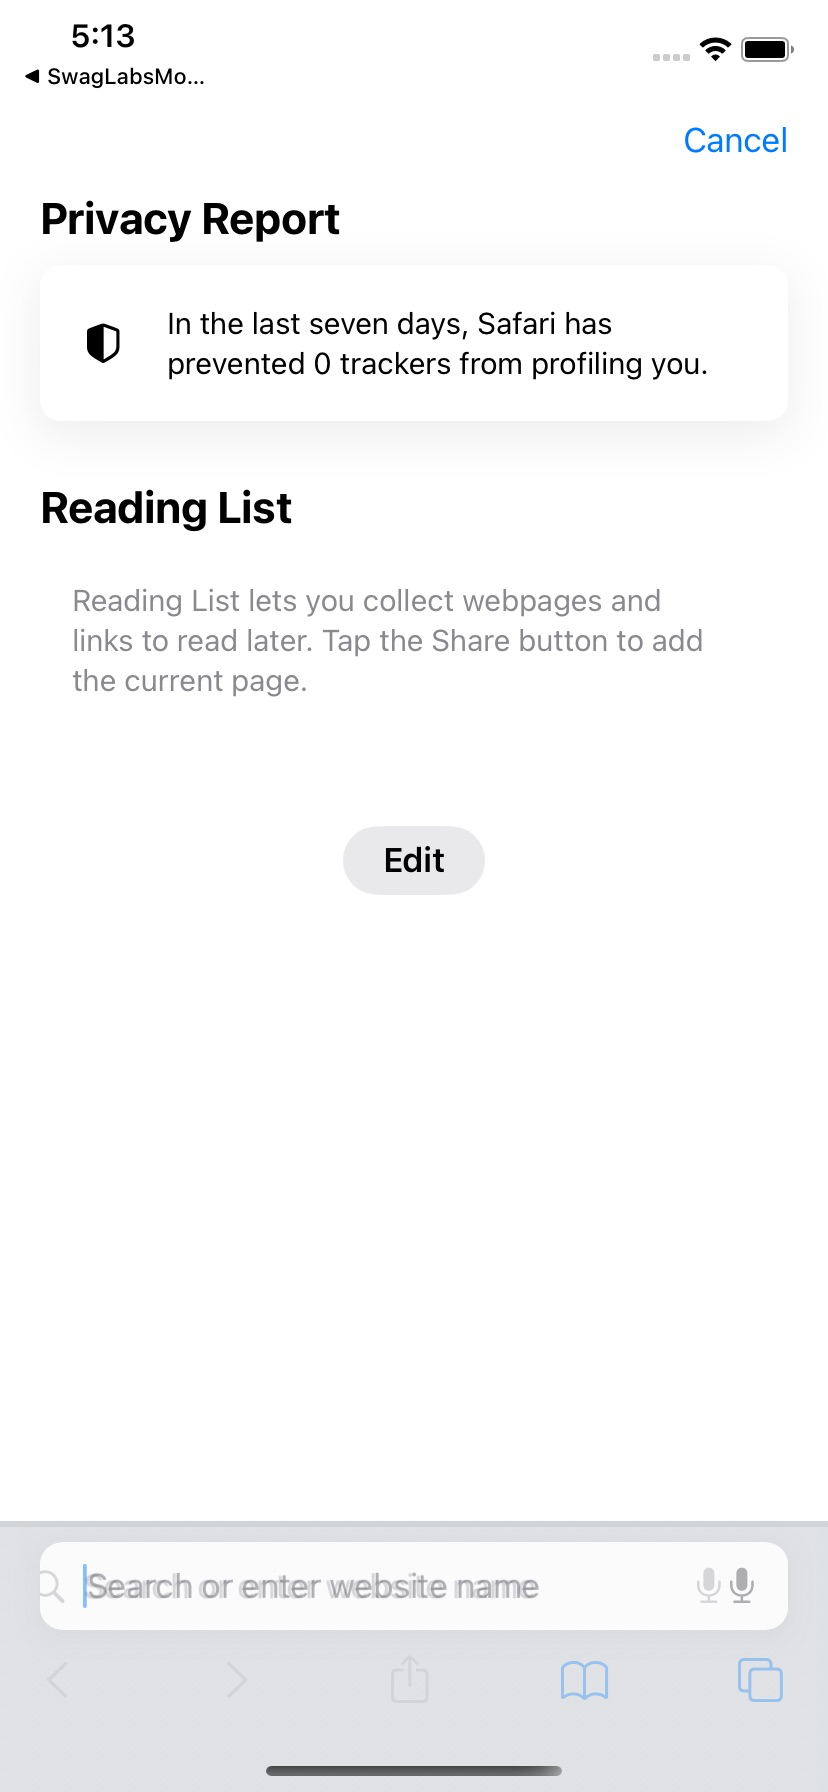 5:13
SwagLabsMo...
Cancel
Privacy Report
In the last seven days, Safari has
prevented 0 trackers from profiling you.
Reading List
Reading List lets you collect webpages and
links to read later. Tap the Share button to add
the current page.
Edit
Search or enter website name